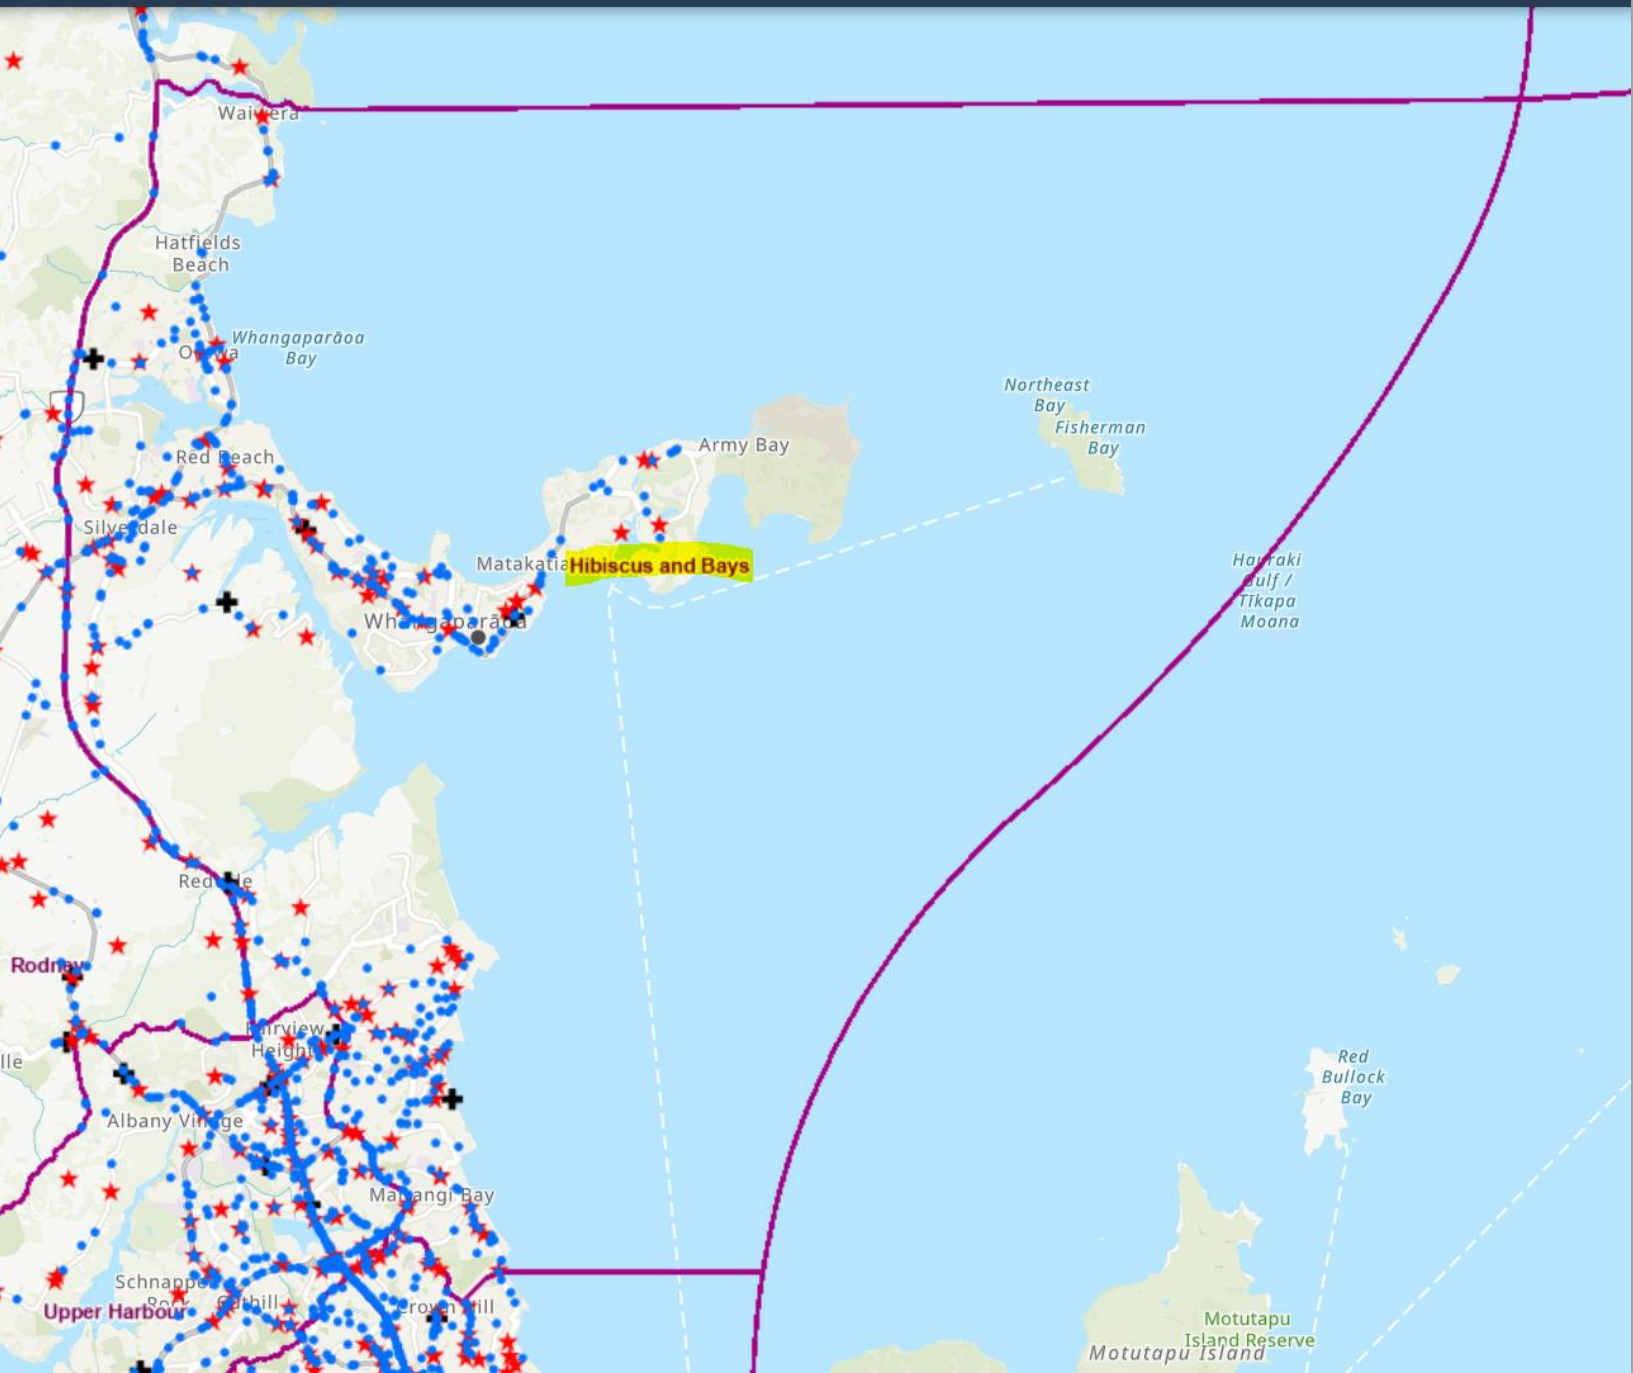 Waiwera
Hatfields
Beach
Whangaparāoa
Bay
Orewa
Northeast
Bay
Fisherman
Bay
Army Bay
Red Beach
Silverdale
Matakatia
Hibiscus and Bays
Hauraki
Gulf /
Tīkapa
Moana
Whangaparāoa
Redvale
Rodney
Fairview
Heights
lle
Red
Bullock
Bay
Albany Village
Mairangi Bay
Schnapper
Rock
Cuthill
Upper Harbour
Crown Hill
Motutapu
Island Reserve
Motutapu Island